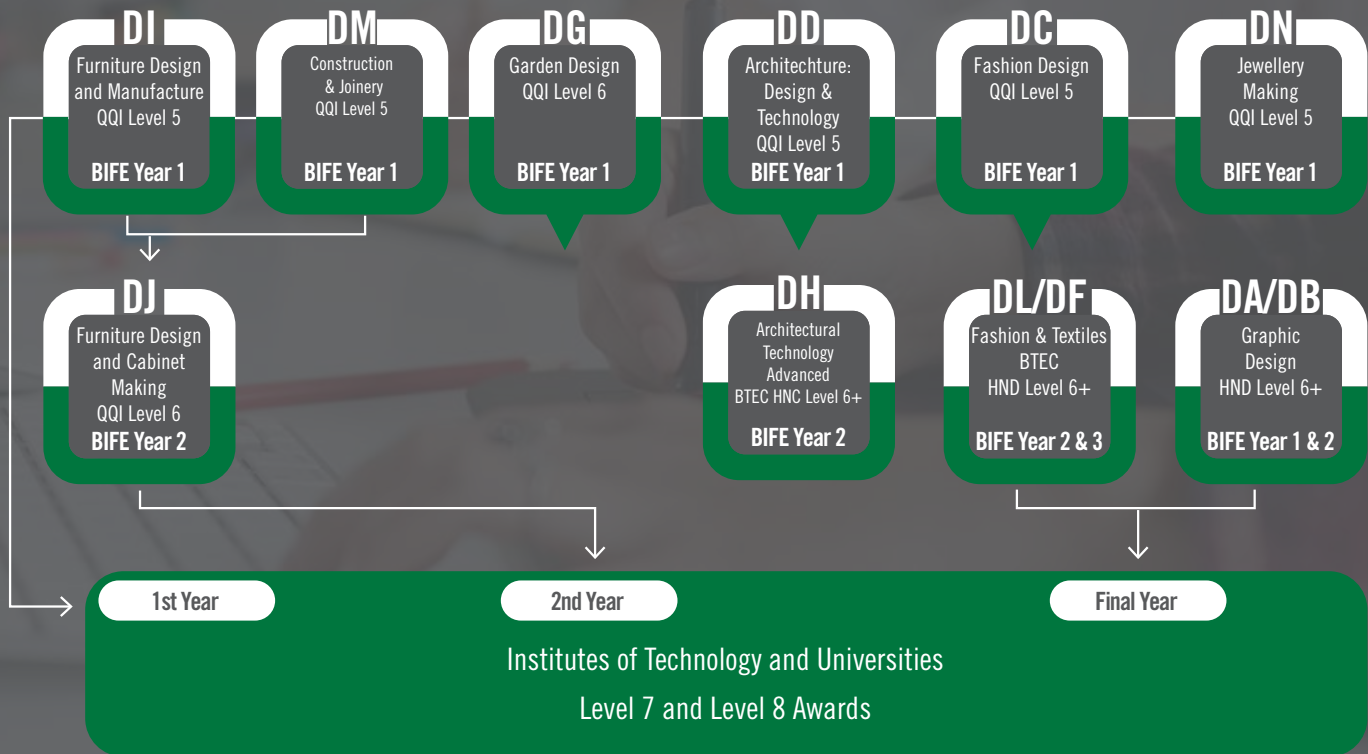 DI
Furniture Design
and Manufacture
QQI Level 5
BIFE Year 1
DM
Construction
& Joinery
QQI Level 5
BIFE Year 1
DG
Garden Design
QQI Level 6
BIFE Year 1
DD
Architechture:
Design &
Technology
QQI Level 5
BIFE Year 1
DC
Fashion Design
QQI Level 5
BIFE Year 1
DN
Jewellery
Making
QQI Level 5
BIFE Year 1
DJ
Furniture Design
and Cabinet
Making
QQI Level 6
BIFE Year 2
DH
Architectural
Technology
Advanced
BTEC HNC Level 6+
BIFE Year 2
DL/DF
Fashion & Textiles
BTEC
HND Level 6+
BIFE Year 2 & 3
DA/DB
Graphic
Design
HND Level 6+
BIFE Year 1 & 2
1st Year
2nd Year
Final Year
Institutes of Technology and Universities
Level 7 and Level 8 Awards